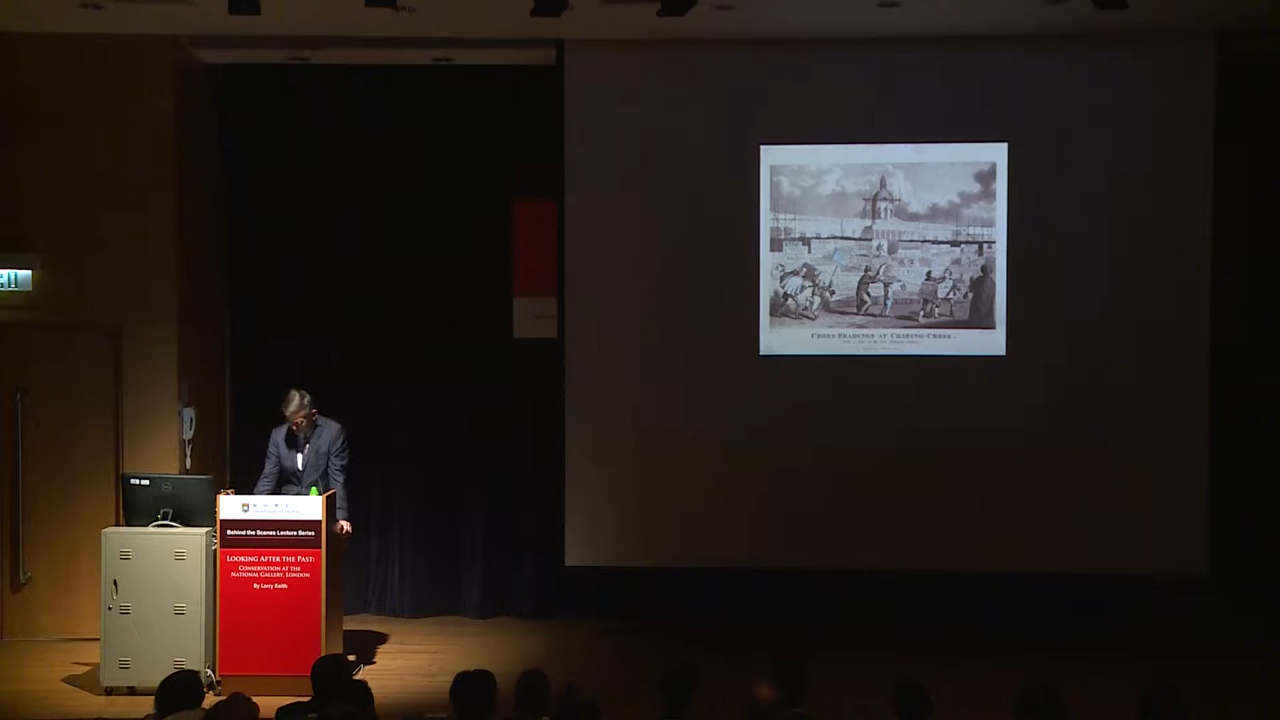 CROSS-READINGS AT CHARING-CROSS.
Behind the Scenes Lecture Series
LOOKING AFTER THE PAST:
CONSERVATION AT THE
NATIONAL GALLERY, LONDON
By Larry Keith
DELL